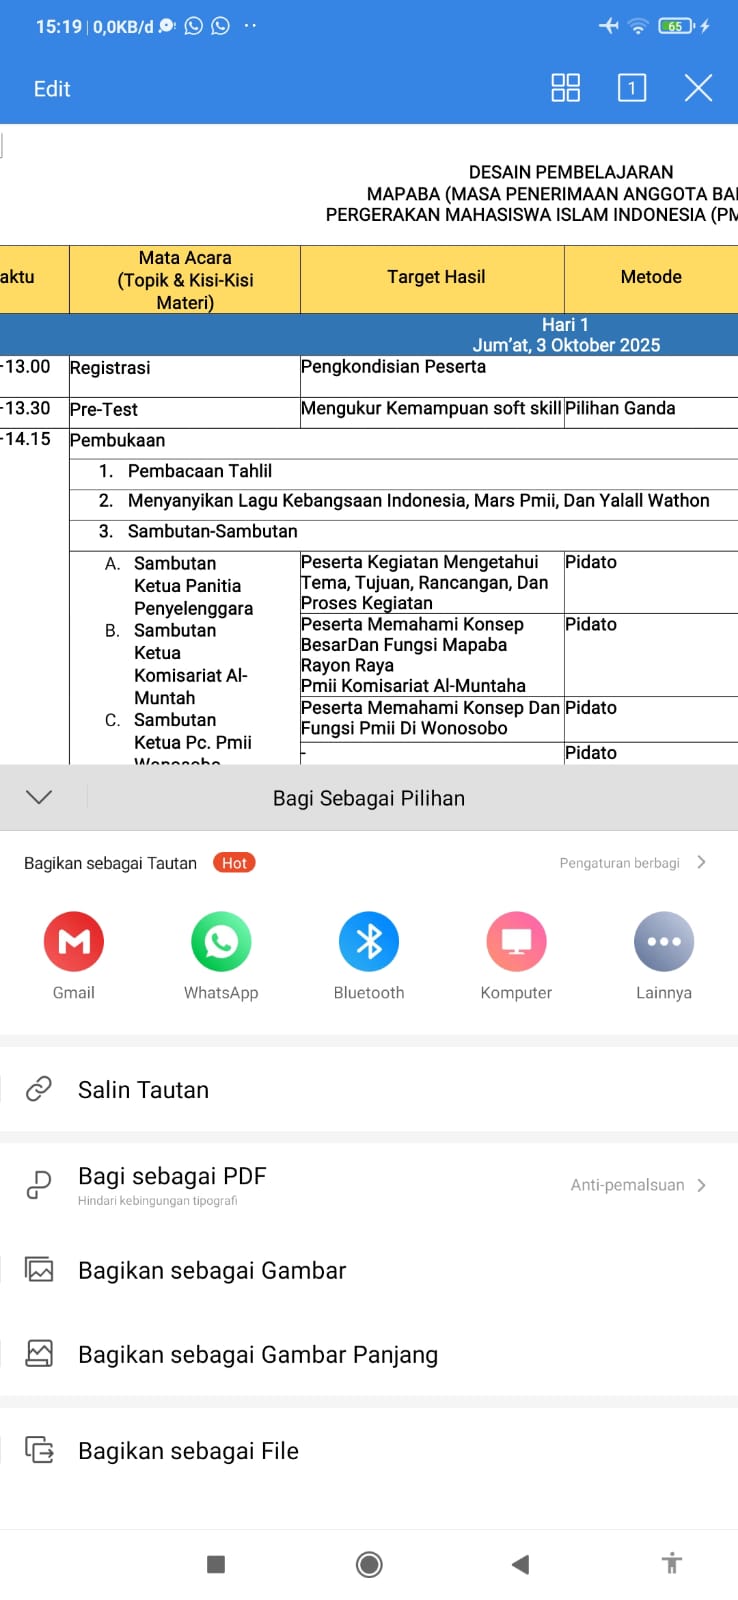 15:19 | 0,0KB/d
65
Edit
1
DESAIN PEMBELAJARAN
MAPABA (MASA PENERIMAAN ANGGOTA
PERGERAKAN MAHASISWA ISLAM INDONESIA
aktu
Mata Acara
(Topik & Kisi-Kisi
Materi)
Target Hasil
Metode
Hari 1
Jum’at, 3 Oktober 2025
-13.00 Registrasi Pengkondisian Peserta
-13.30 Pre-Test Mengukur Kemampuan soft skill Pilihan Ganda
-14.15 Pembukaan
1. Pembacaan Tahlil
2. Menyanyikan Lagu Kebangsaan Indonesia, Mars Pmii, Dan Yalall Wathon
3. Sambutan-Sambutan
A. Sambutan
Ketua Panitia
Penyelenggara
Peserta Kegiatan Mengetahui
Tema, Tujuan, Rancangan, Dan
Proses Kegiatan
Pidato
B. Sambutan
Ketua
Komisariat Al-
Muntah
Peserta Memahami Konsep
BesarDan Fungsi Mapaba
Rayon Raya
Pmii Komisariat Al-Muntaha
Pidato
C. Sambutan
Ketua Pc. Pmii
Peserta Memahami Konsep Dan
Fungsi Pmii Di Wonosobo
Pidato
-
Pidato
Bagi Sebagai Pilihan
Bagikan sebagai Tautan Hot
Pengaturan berbagi
Gmail
WhatsApp
Bluetooth
Komputer
Lainnya
Salin Tautan
Bagi sebagai PDF
Hindari kebingungan tipografi
Anti-pemalsuan
Bagikan sebagai Gambar
Bagikan sebagai Gambar Panjang
Bagikan sebagai File